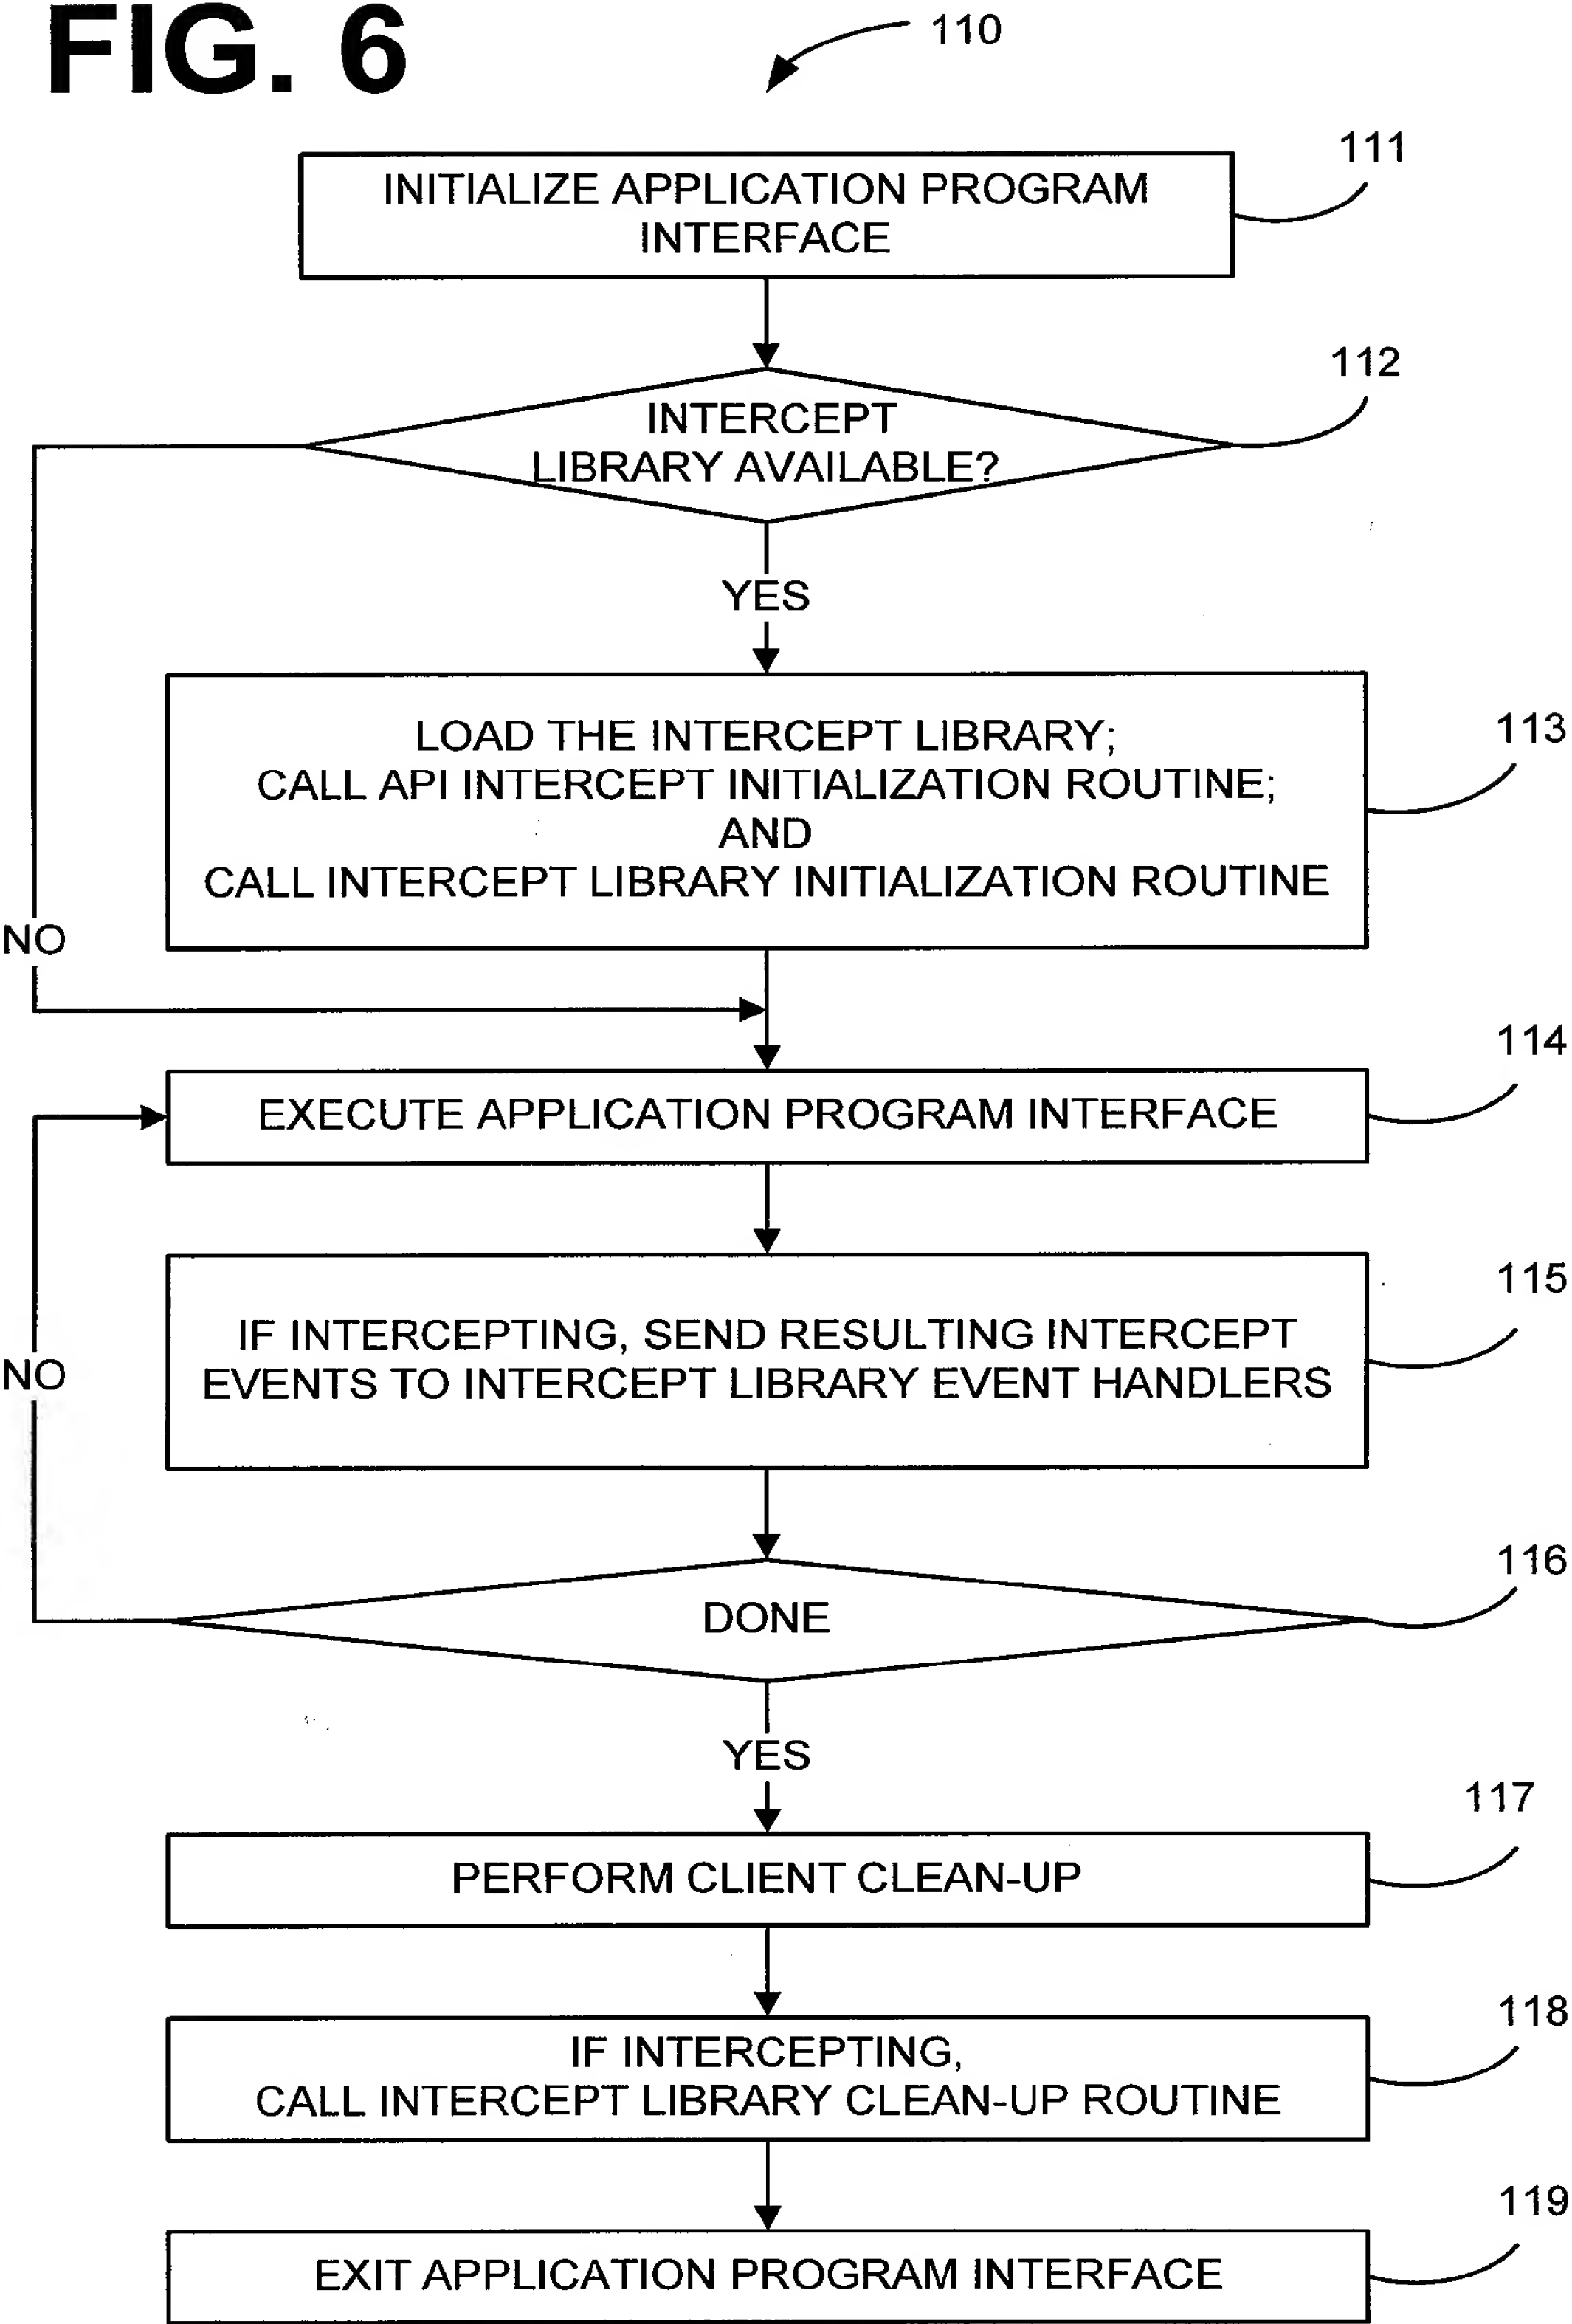 FIG. 6
110
111
INITIALIZE APPLICATION PROGRAM
INTERFACE
112
INTERCEPT
LIBRARY AVAILABLE?
YES
113
LOAD THE INTERCEPT LIBRARY;
CALL API INTERCEPT INITIALIZATION ROUTINE;
AND
CALL INTERCEPT LIBRARY INITIALIZATION ROUTINE
NO
114
EXECUTE APPLICATION PROGRAM INTERFACE
115
IF INTERCEPTING, SEND RESULTING INTERCEPT
EVENTS TO INTERCEPT LIBRARY EVENT HANDLERS
NO
116
DONE
YES
117
PERFORM CLIENT CLEAN-UP
118
IF INTERCEPTING,
CALL INTERCEPT LIBRARY CLEAN-UP ROUTINE
119
EXIT APPLICATION PROGRAM INTERFACE